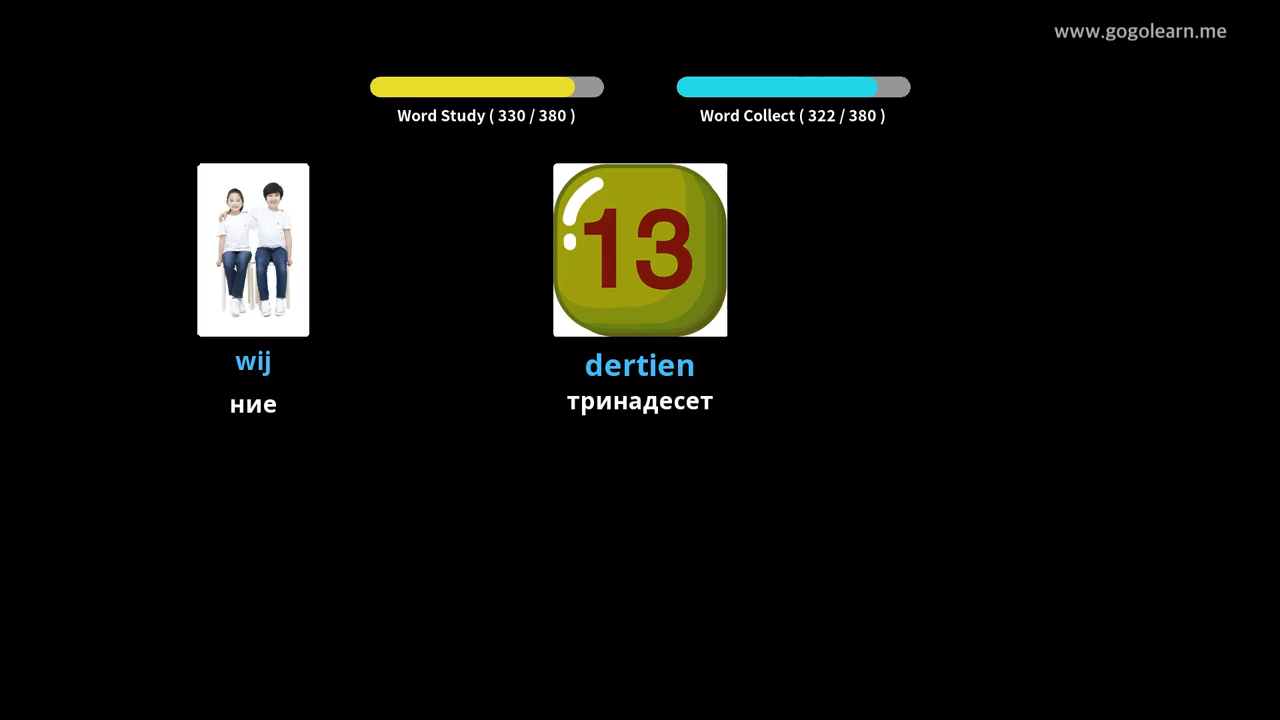 www.gogolearn.me
Word Study ( 330 / 380 )
Word Collect ( 322 / 380 )
13
wij
ние
dertien
тринадесет